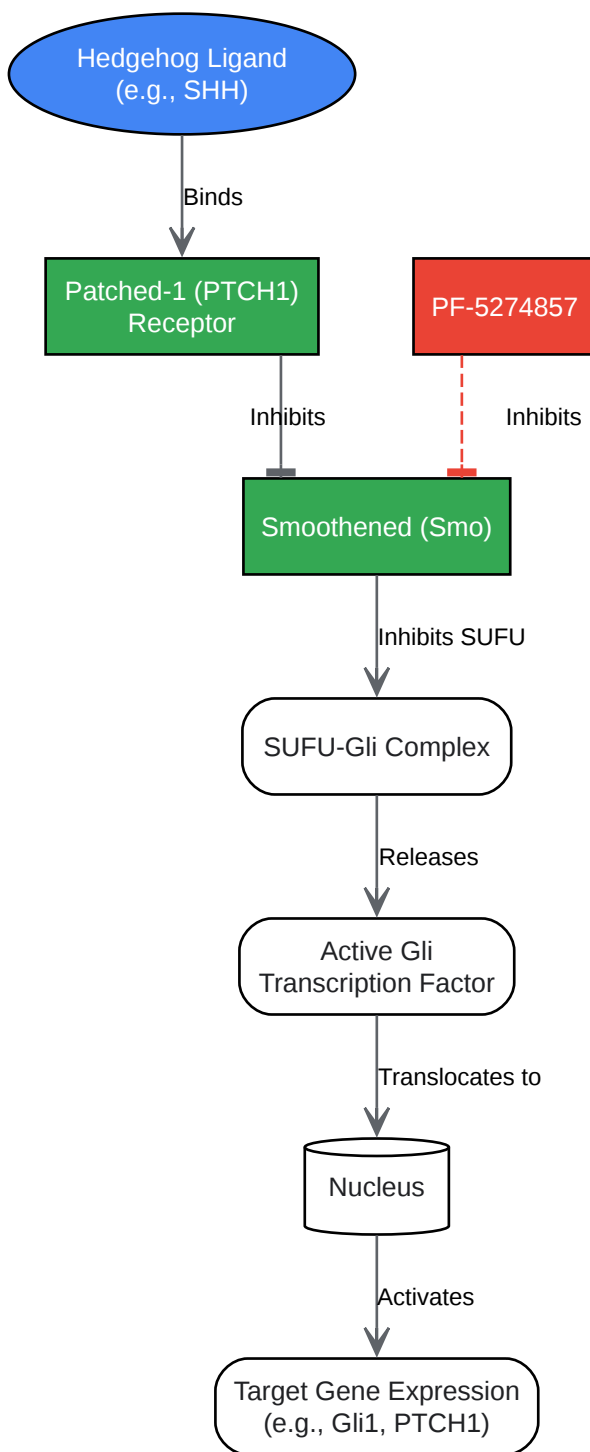 Hedgehog Ligand
(e.g., SHH)
Binds
Patched-1 (PTCH1)
Receptor
PF-5274857
Inhibits
Inhibits
Smoothened (Smo)
Inhibits SUFU
SUFU-Gli Complex
Releases
Active Gli
Transcription Factor
Translocates to
Nucleus
Activates
Target Gene Expression
(e.g., Gli1, PTCH1)